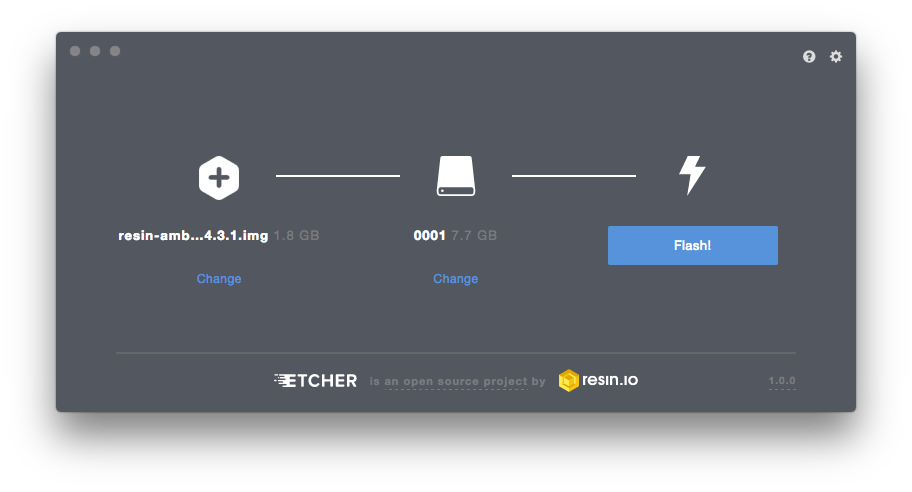 resin-amb...4.3.1.img 1.8 GB
Change
0001 7.7 GB
Change
Flash!
ETCHER is an open source project by resin.io
1.0.0